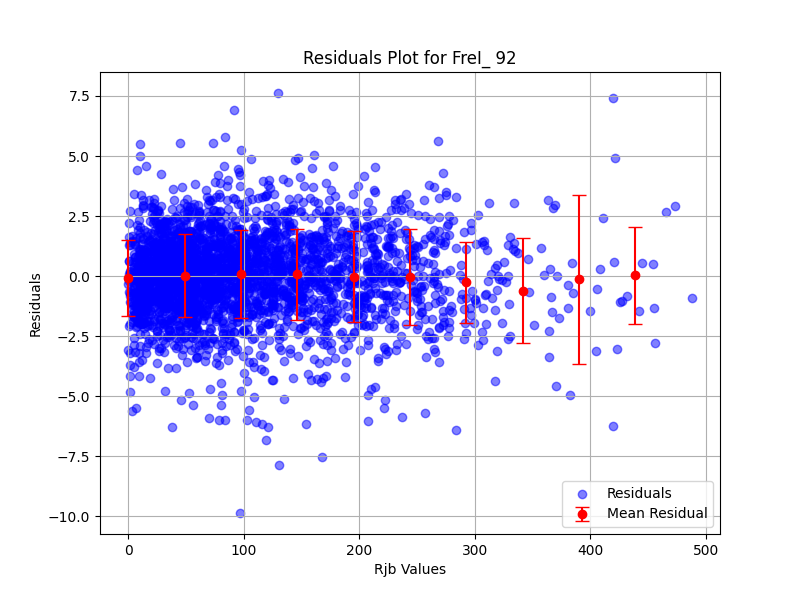 Residuals Plot for FreI_ 92
7.5
5.0
2.5
0.0
−2.5
−5.0
−7.5
−10.0
Residuals
0 100 200 300 400 500
Rjb Values
Residuals
Mean Residual